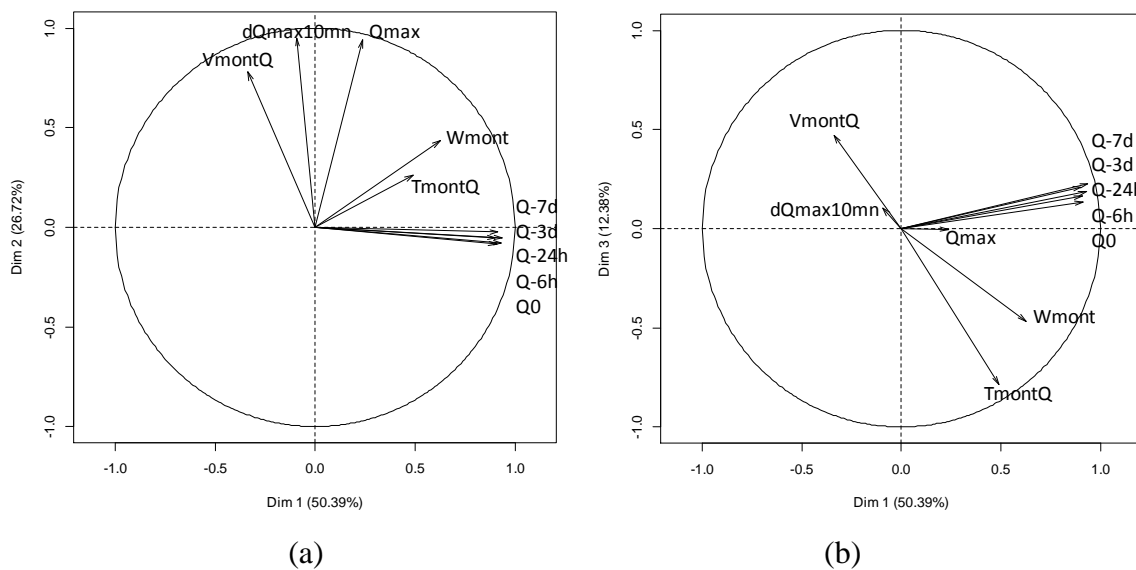 dQmax10mn
Qmax
VmontQ
Wmont
TmontQ
Q-7d
Q-3d
Q-24h
Q-6h
Q0
1.0
0.5
0.0
-0.5
-1.0
Dim 2 (26.72%)
-1.0
-0.5
0.0
0.5
1.0
Dim 1 (50.39%)
(a)
VmontQ
Q-7d
Q-3d
Q-24h
Q-6h
Q0
dQmax10mn
Qmax
Wmont
TmontQ
1.0
0.5
0.0
-0.5
-1.0
Dim 3 (12.38%)
-1.0
-0.5
0.0
0.5
1.0
Dim 1 (50.39%)
(b)